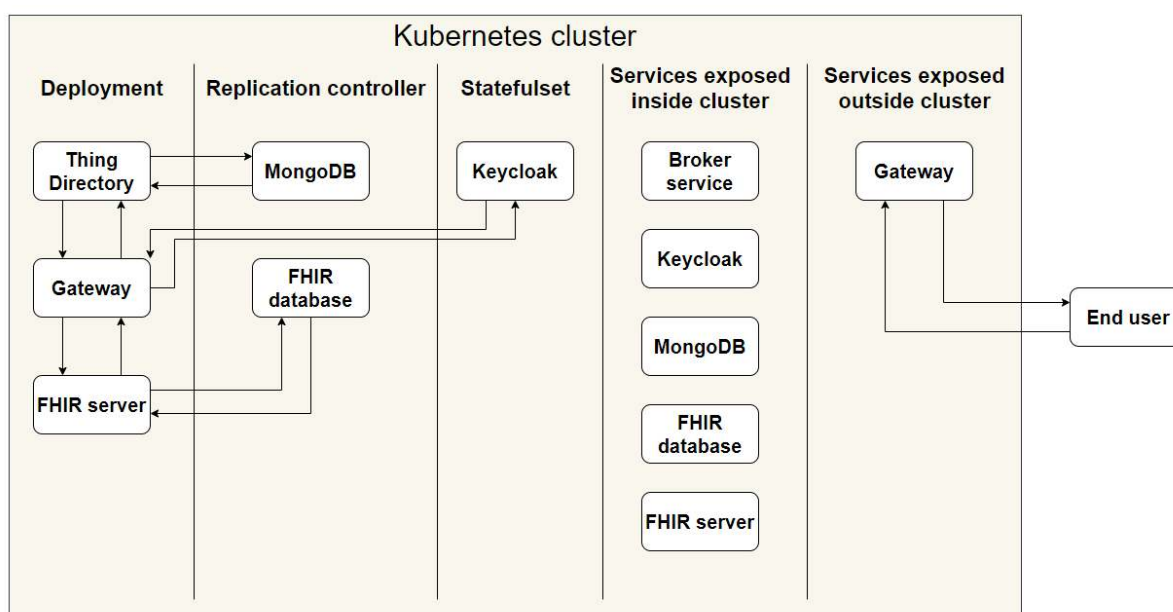 Kubernetes cluster
Deployment
Replication controller
Statefulset
Services exposed
inside cluster
Services exposed
outside cluster
Thing
Directory
MongoDB
Keycloak
Broker
service
Gateway
Gateway
FHIR
database
Keycloak
End user
MongoDB
FHIR server
FHIR
database
FHIR server